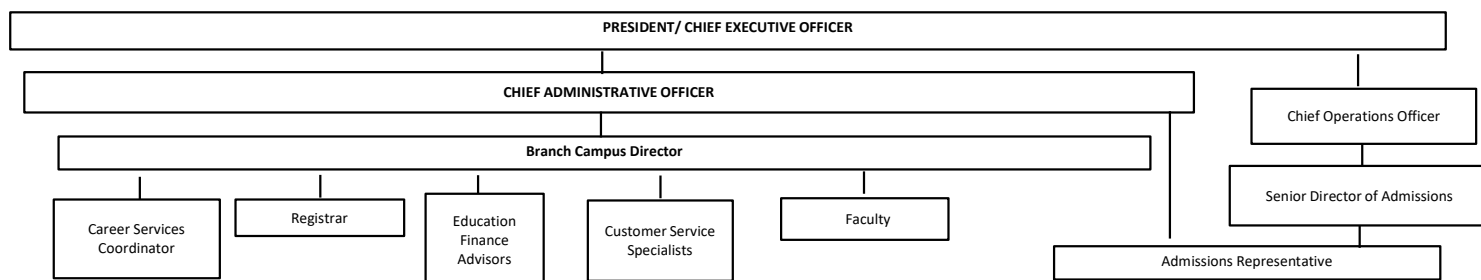 PRESIDENT/ CHIEF EXECUTIVE OFFICER
CHIEF ADMINISTRATIVE OFFICER
Chief Operations Officer
Branch Campus Director
Senior Director of Admissions
Career Services
Coordinator
Registrar
Education
Finance
Advisors
Customer Service
Specialists
Faculty
Admissions Representative